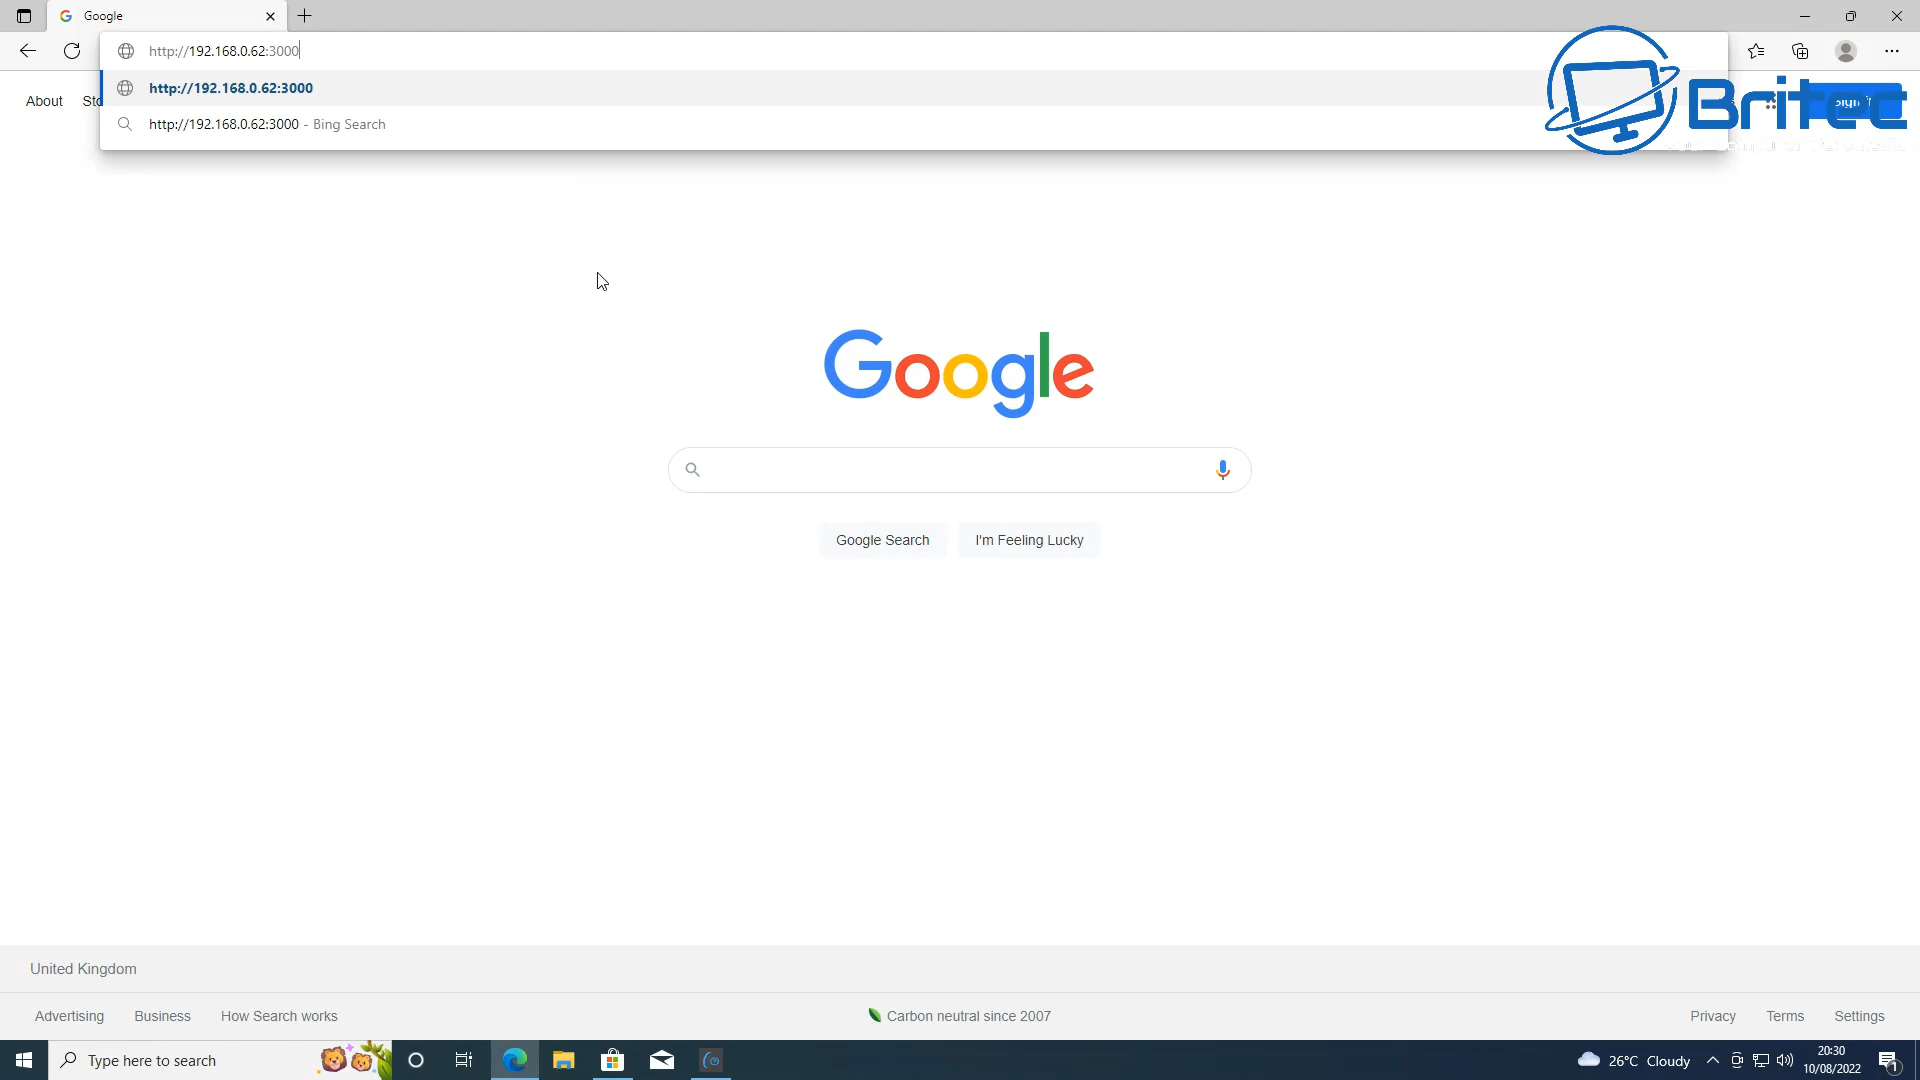 Google
http://192.168.0.62:3000
http://192.168.0.62:3000
http://192.168.0.62:3000 - Bing Search
About
Britec
Google
Google Search
I'm Feeling Lucky
United Kingdom
Advertising
Business
How Search works
Carbon neutral since 2007
Privacy
Terms
Settings
Type here to search
26°C Cloudy
20:30
10/08/2022
1